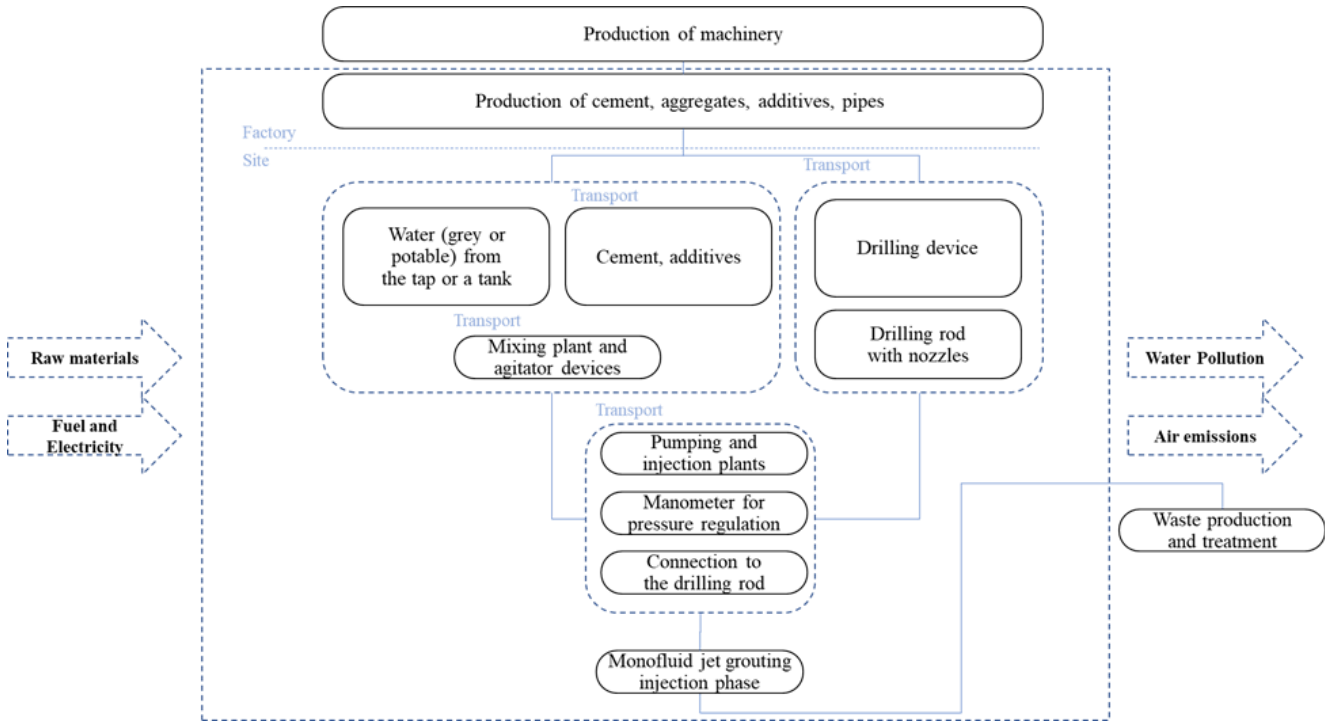 Production of machinery
Production of cement, aggregates, additives, pipes
Factory
Site
Transport
Transport
Water (grey or
potable) from
the tap or a tank
Cement, additives
Drilling device
Transport
Mixing plant and
agitator devices
Drilling rod
with nozzles
Raw materials
Fuel and
Electricity
Water Pollution
Air emissions
Transport
Pumping and
injection plants
Manometer for
pressure regulation
Connection to
the drilling rod
Waste production
and treatment
Monofluid jet grouting
injection phase